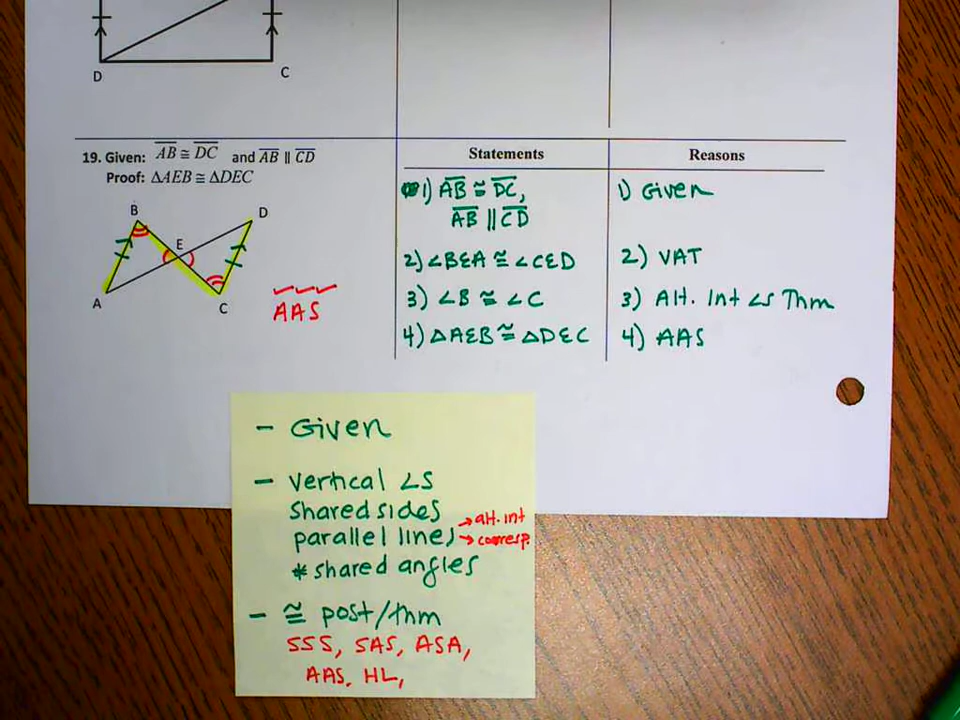 D
C
19. Given: AB ≅ DC and AB ∥ CD
Proof: ΔAEB ≅ ΔDEC
B
D
E
A
C
AAS
Statements
Reasons
1) AB ≅ DC,
AB ∥ CD
1) Given
2) ∠BEA ≅ ∠CED
2) VAT
3) ∠B ≅ ∠C
3) Alt. Int ∠s Thm
4) ΔAEB ≅ ΔDEC
4) AAS
- Given
- vertical ∠s
shared sides
parallel lines → alt. int
→ corresp.
* shared angles
- ≅ post/thm
SSS, SAS, ASA,
AAS, HL,